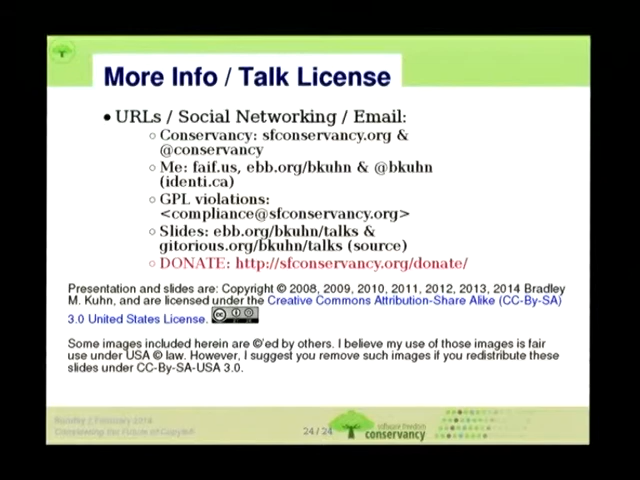 More Info / Talk License
• URLs / Social Networking / Email:
○ Conservancy: sfconservancy.org &
@conservancy
○ Me: faif.us, ebb.org/bkuhn & @bkuhn
(identi.ca)
○ GPL violations:
<compliance@sfconservancy.org>
○ Slides: ebb.org/bkuhn/talks &
gitorious.org/bkuhn/talks (source)
○ DONATE: http://sfconservancy.org/donate/
Presentation and slides are: Copyright © 2008, 2009, 2010, 2011, 2012, 2013, 2014 Bradley
M. Kuhn, and are licensed under the Creative Commons Attribution-Share Alike (CC-By-SA)
3.0 United States License.
Some images included herein are ©'ed by others. I believe my use of those images is fair
use under USA © law. However, I suggest you remove such images if you redistribute these
slides under CC-By-SA-USA 3.0.
24 / 24
software freedom
conservancy